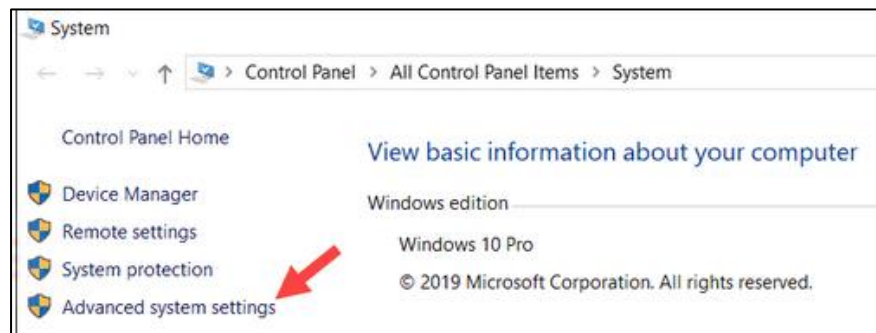 System
Control Panel > All Control Panel Items > System
Control Panel Home
View basic information about your computer
Device Manager
Windows edition
Remote settings
Windows 10 Pro
System protection
© 2019 Microsoft Corporation. All rights reserved.
Advanced system settings